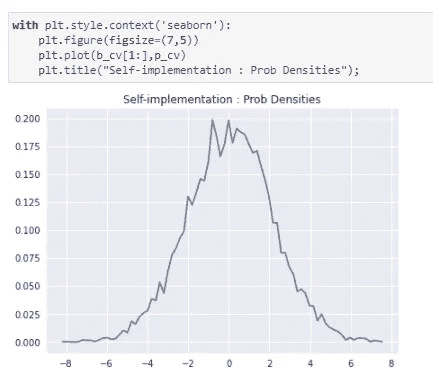 with plt.style.context('seaborn'):
    plt.figure(figsize=(7,5))
    plt.plot(b_cv[1:],p_cv)
    plt.title("Self-implementation : Prob Densities");
Self-implementation : Prob Densities
0.200
0.175
0.150
0.125
0.100
0.075
0.050
0.025
0.000
−8 −6 −4 −2 0 2 4 6 8